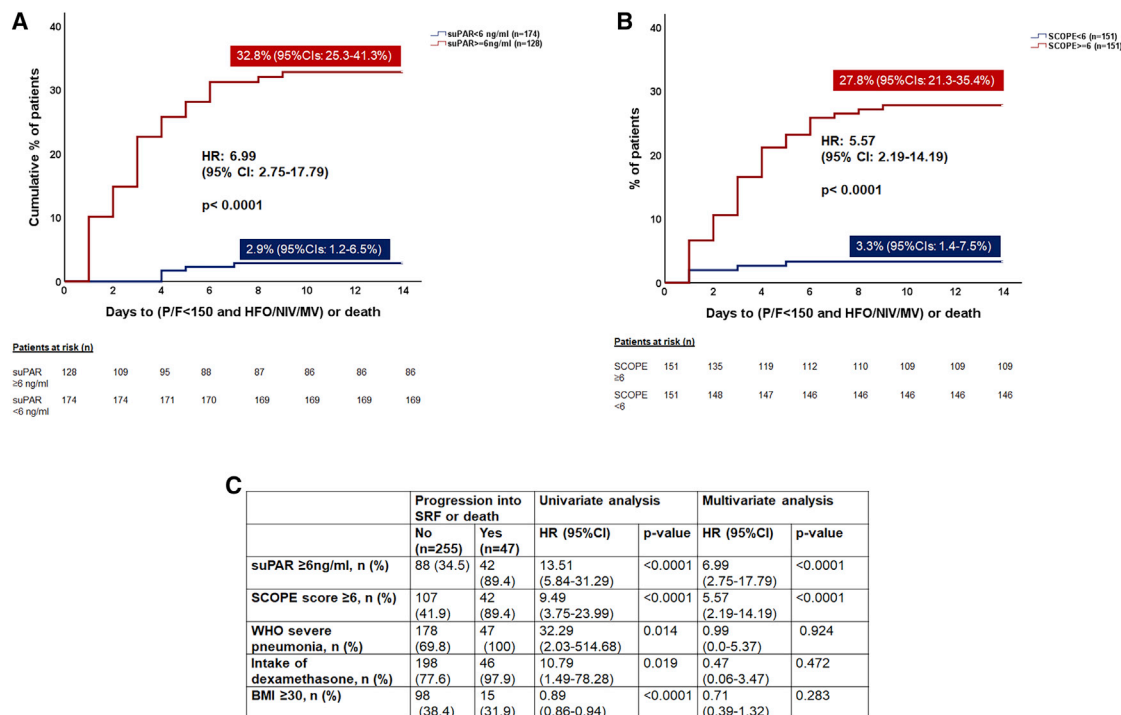 A
suPAR<6 ng/ml (n=174)
suPAR>=6ng/ml (n=128)
Cumulative % of patients
40
30
20
10
0
32.8% (95%CIs: 25.3-41.3%)
HR: 6.99
(95% CI: 2.75-17.79)
p< 0.0001
2.9% (95%CIs: 1.2-6.5%)
0 2 4 6 8 10 12 14
Days to (P/F<150 and HFO/NIV/MV) or death
Patients at risk (n)
suPAR ≥6 ng/ml 128 109 95 88 87 86 86 86
suPAR <6 ng/ml 174 174 171 170 169 169 169 169
B
SCOPE<6 (n=151)
SCOPE>=6 (n=151)
% of patients
40
30
20
10
0
27.8% (95%CIs: 21.3-35.4%)
HR: 5.57
(95% CI: 2.19-14.19)
p< 0.0001
3.3% (95%CIs: 1.4-7.5%)
0 2 4 6 8 10 12 14
Days to (P/F<150 and HFO/NIV/MV) or death
Patients at risk (n)
SCOPE ≥6 151 135 119 112 110 109 109 109
SCOPE <6 151 148 147 146 146 146 146 146
C
Progression into SRF or death Univariate analysis Multivariate analysis
No (n=255) Yes (n=47) HR (95%CI) p-value HR (95%CI) p-value
suPAR ≥6ng/ml, n (%) 88 (34.5) 42 (89.4) 13.51 (5.84-31.29) <0.0001 6.99 (2.75-17.79) <0.0001
SCOPE score ≥6, n (%) 107 (41.9) 42 (89.4) 9.49 (3.75-23.99) <0.0001 5.57 (2.19-14.19) <0.0001
WHO severe pneumonia, n (%) 178 (69.8) 47 (100) 32.29 (2.03-514.68) 0.014 0.99 (0.0-5.37) 0.924
Intake of dexamethasone, n (%) 198 (77.6) 46 (97.9) 10.79 (1.49-78.28) 0.019 0.47 (0.06-3.47) 0.472
BMI ≥30, n (%) 98 (38.4) 15 (31.9) 0.89 (0.86-0.94) <0.0001 0.71 (0.39-1.32) 0.283